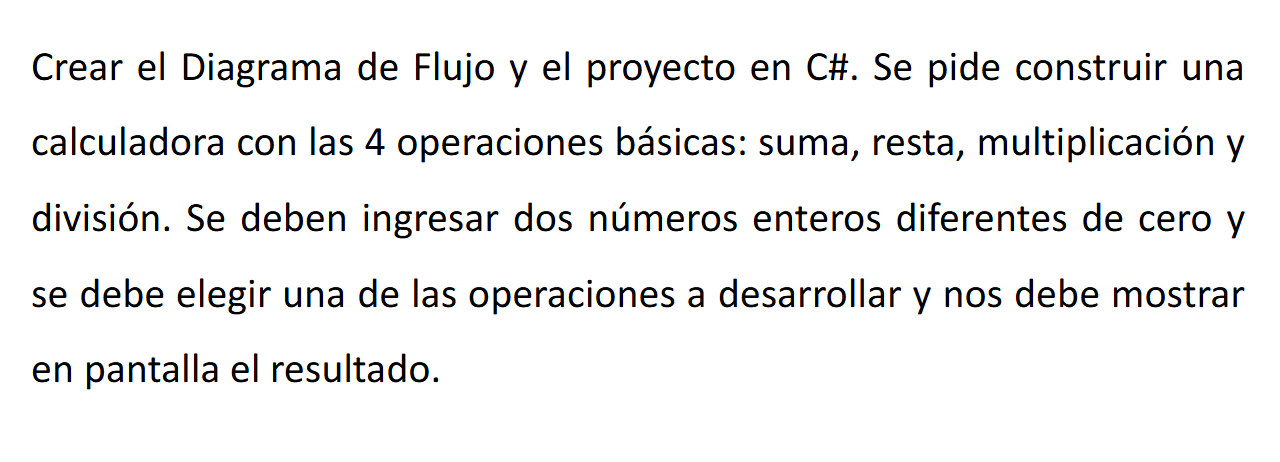 Crear el Diagrama de Flujo y el proyecto en C#. Se pide construir una
calculadora con las 4 operaciones básicas: suma, resta, multiplicación y
división. Se deben ingresar dos números enteros diferentes de cero y
se debe elegir una de las operaciones a desarrollar y nos debe mostrar
en pantalla el resultado.